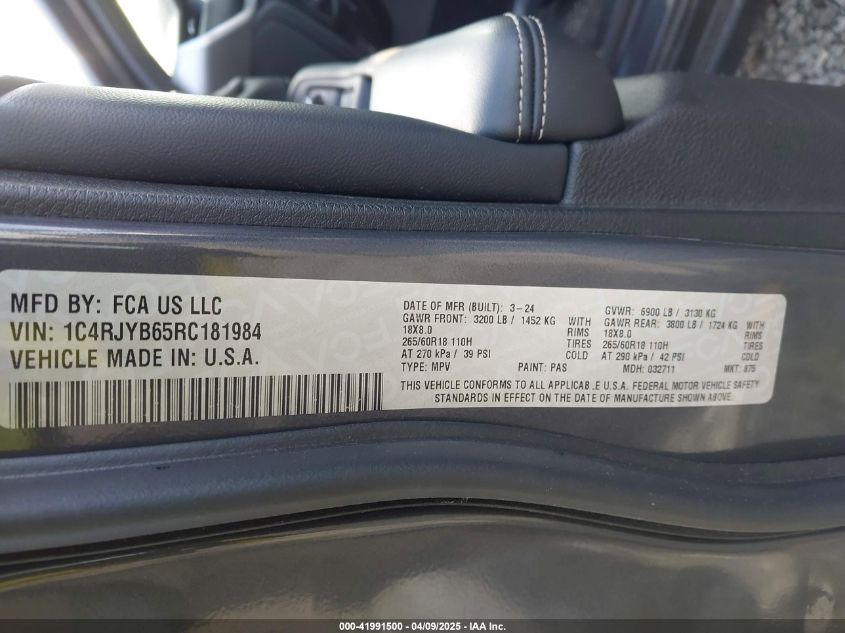 MFD BY: FCA US LLC
VIN: 1C4RJYB65RC181984
VEHICLE MADE IN: U.S.A.
DATE OF MFR (BUILT): 3-24 GVWR: 6900 LB / 3130 KG
GAWR FRONT: 3200 LB / 1452 KG WITH GAWR REAR: 3800 LB / 1724 KG WITH
18X8.0 RIMS 18X8.0 RIMS
265/60R18 110H TIRES 265/60R18 110H TIRES
AT 270 kPa / 39 PSI COLD AT 290 kPa / 42 PSI COLD
TYPE: MPV PAINT: PAS MDH: 032711 MKT: 875
THIS VEHICLE CONFORMS TO ALL APPLICAB.E U.S.A. FEDERAL MOTOR VEHICLE SAFETY
STANDARDS IN EFFECT ON THE DATE OF MANUFACTURE SHOWN ABOVE.
000-41991500 - 04/09/2025 - IAA Inc.